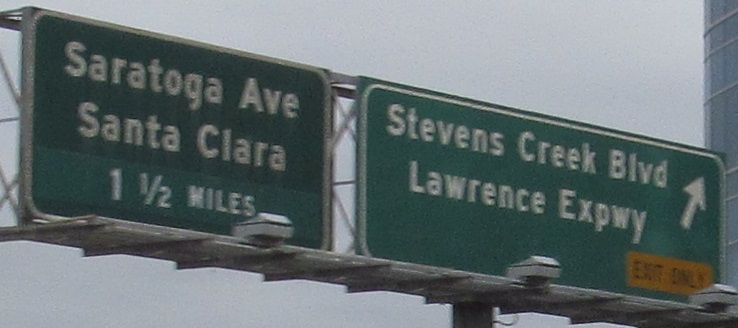 Saratoga Ave
Santa Clara
1 ½ MILES
Stevens Creek Blvd
Lawrence Expwy
EXIT ONLY